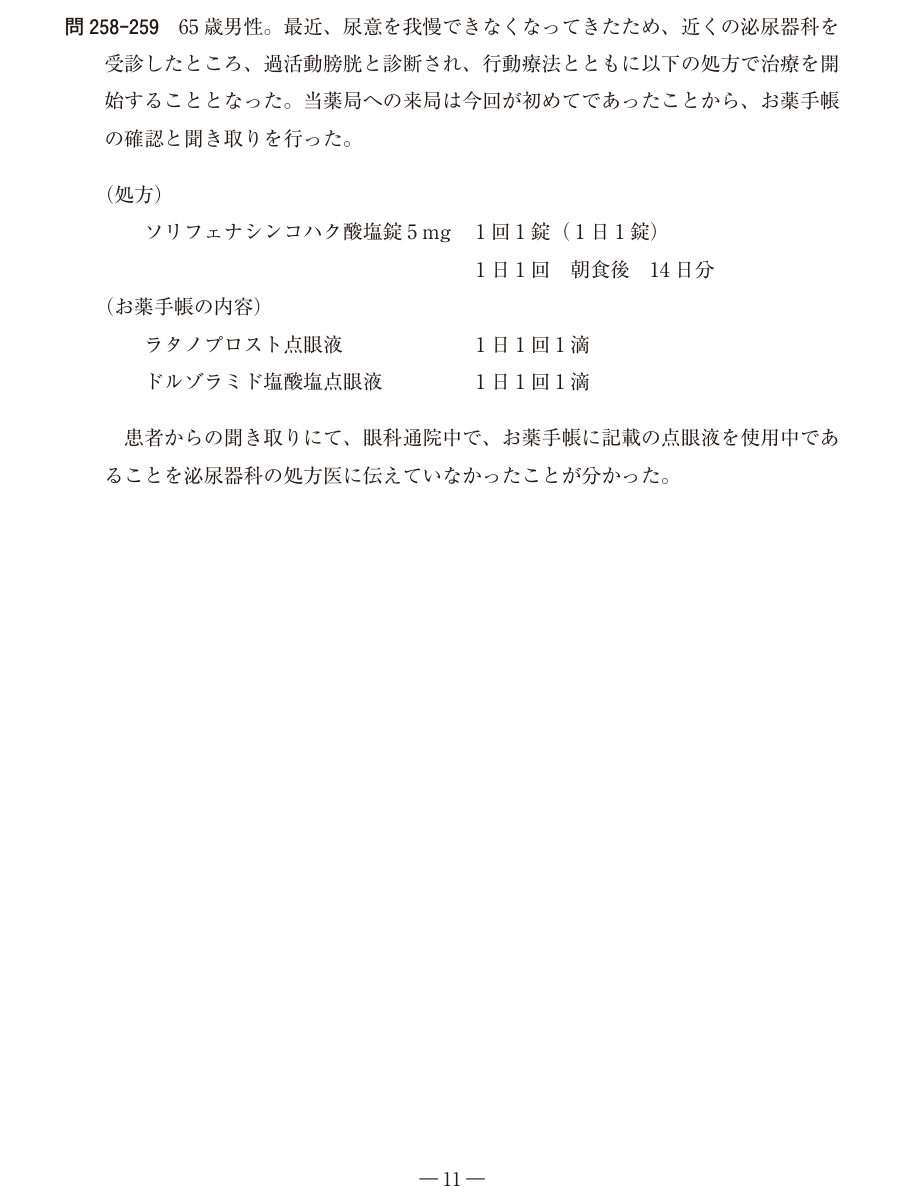 問 258-259 65歳男性。最近、尿意を我慢できなくなってきたため、近くの泌尿器科を
受診したところ、過活動膀胱と診断され、行動療法とともに以下の処方で治療を開
始することとなった。当薬局への来局は今回が初めてであったことから、お薬手帳
の確認と聞き取りを行った。
(処方)
ソリフェナシンコハク酸塩錠5mg 1回1錠(1日1錠)
1日1回 朝食後 14日分
(お薬手帳の内容)
ラタノプロスト点眼液 1日1回1滴
ドルゾラミド塩酸塩点眼液 1日1回1滴
患者からの聞き取りにて、眼科通院中で、お薬手帳に記載の点眼液を使用中であ
ることを泌尿器科の処方医に伝えていなかったことが分かった。
— 11 —